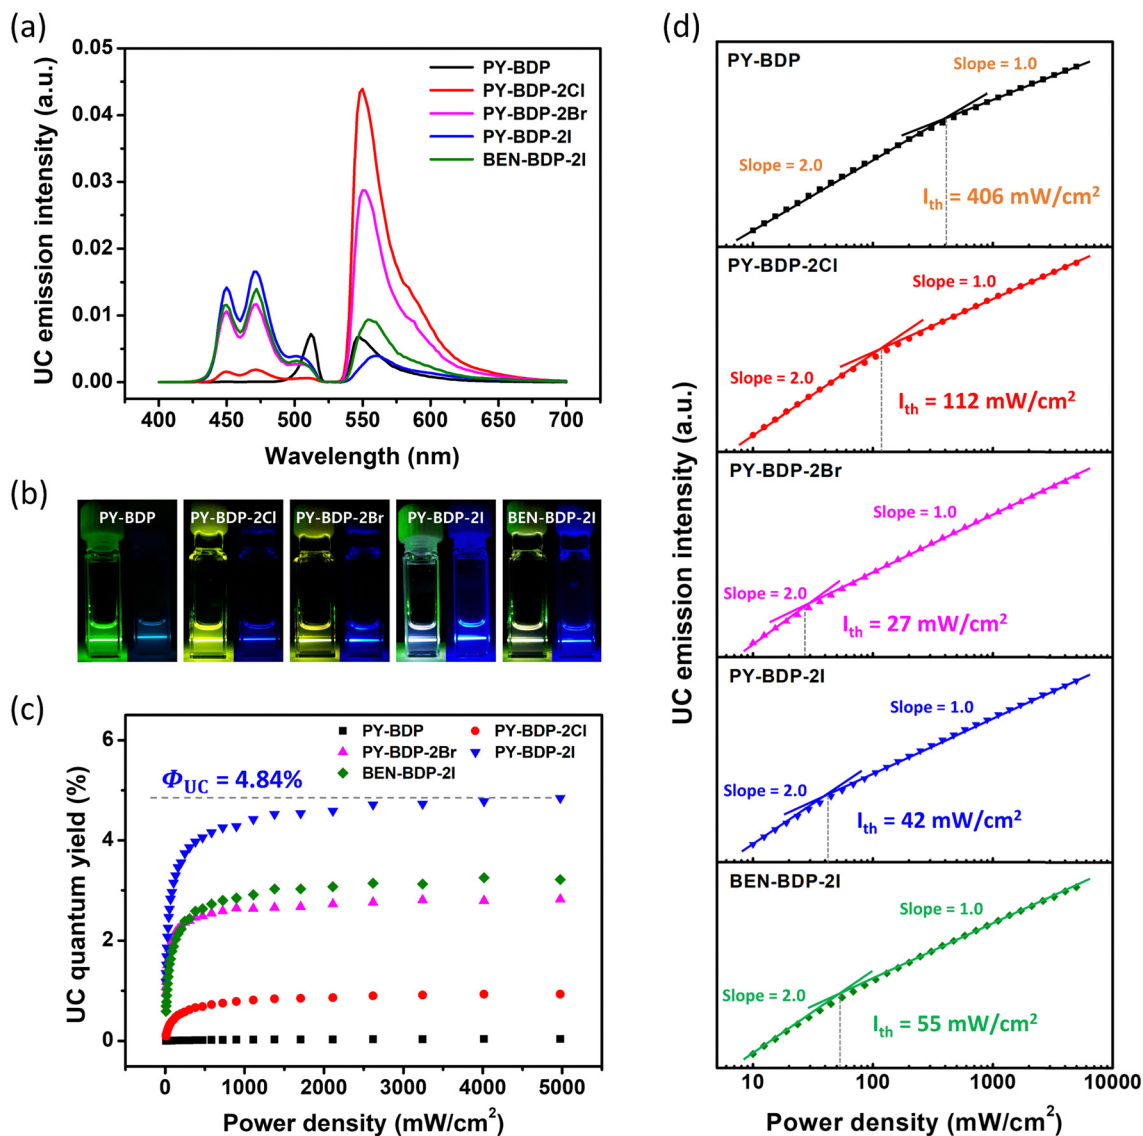 (a)
0.05
0.04
0.03
0.02
0.01
0.00
UC emission intensity (a.u.)
PY-BDP
PY-BDP-2Cl
PY-BDP-2Br
PY-BDP-2I
BEN-BDP-2I
400 450 500 550 600 650 700
Wavelength (nm)
(b)
PY-BDP PY-BDP-2Cl PY-BDP-2Br PY-BDP-2I BEN-BDP-2I
(c)
6
4
2
0
UC quantum yield (%)
PY-BDP PY-BDP-2Cl
PY-BDP-2Br PY-BDP-2I
BEN-BDP-2I
Φ_UC = 4.84%
0 1000 2000 3000 4000 5000
Power density (mW/cm²)
(d)
UC emission intensity (a.u.)
PY-BDP
Slope = 1.0
Slope = 2.0
I_th = 406 mW/cm²
PY-BDP-2Cl
Slope = 1.0
Slope = 2.0
I_th = 112 mW/cm²
PY-BDP-2Br
Slope = 1.0
Slope = 2.0
I_th = 27 mW/cm²
PY-BDP-2I
Slope = 1.0
Slope = 2.0
I_th = 42 mW/cm²
BEN-BDP-2I
Slope = 1.0
Slope = 2.0
I_th = 55 mW/cm²
10 100 1000 10000
Power density (mW/cm²)